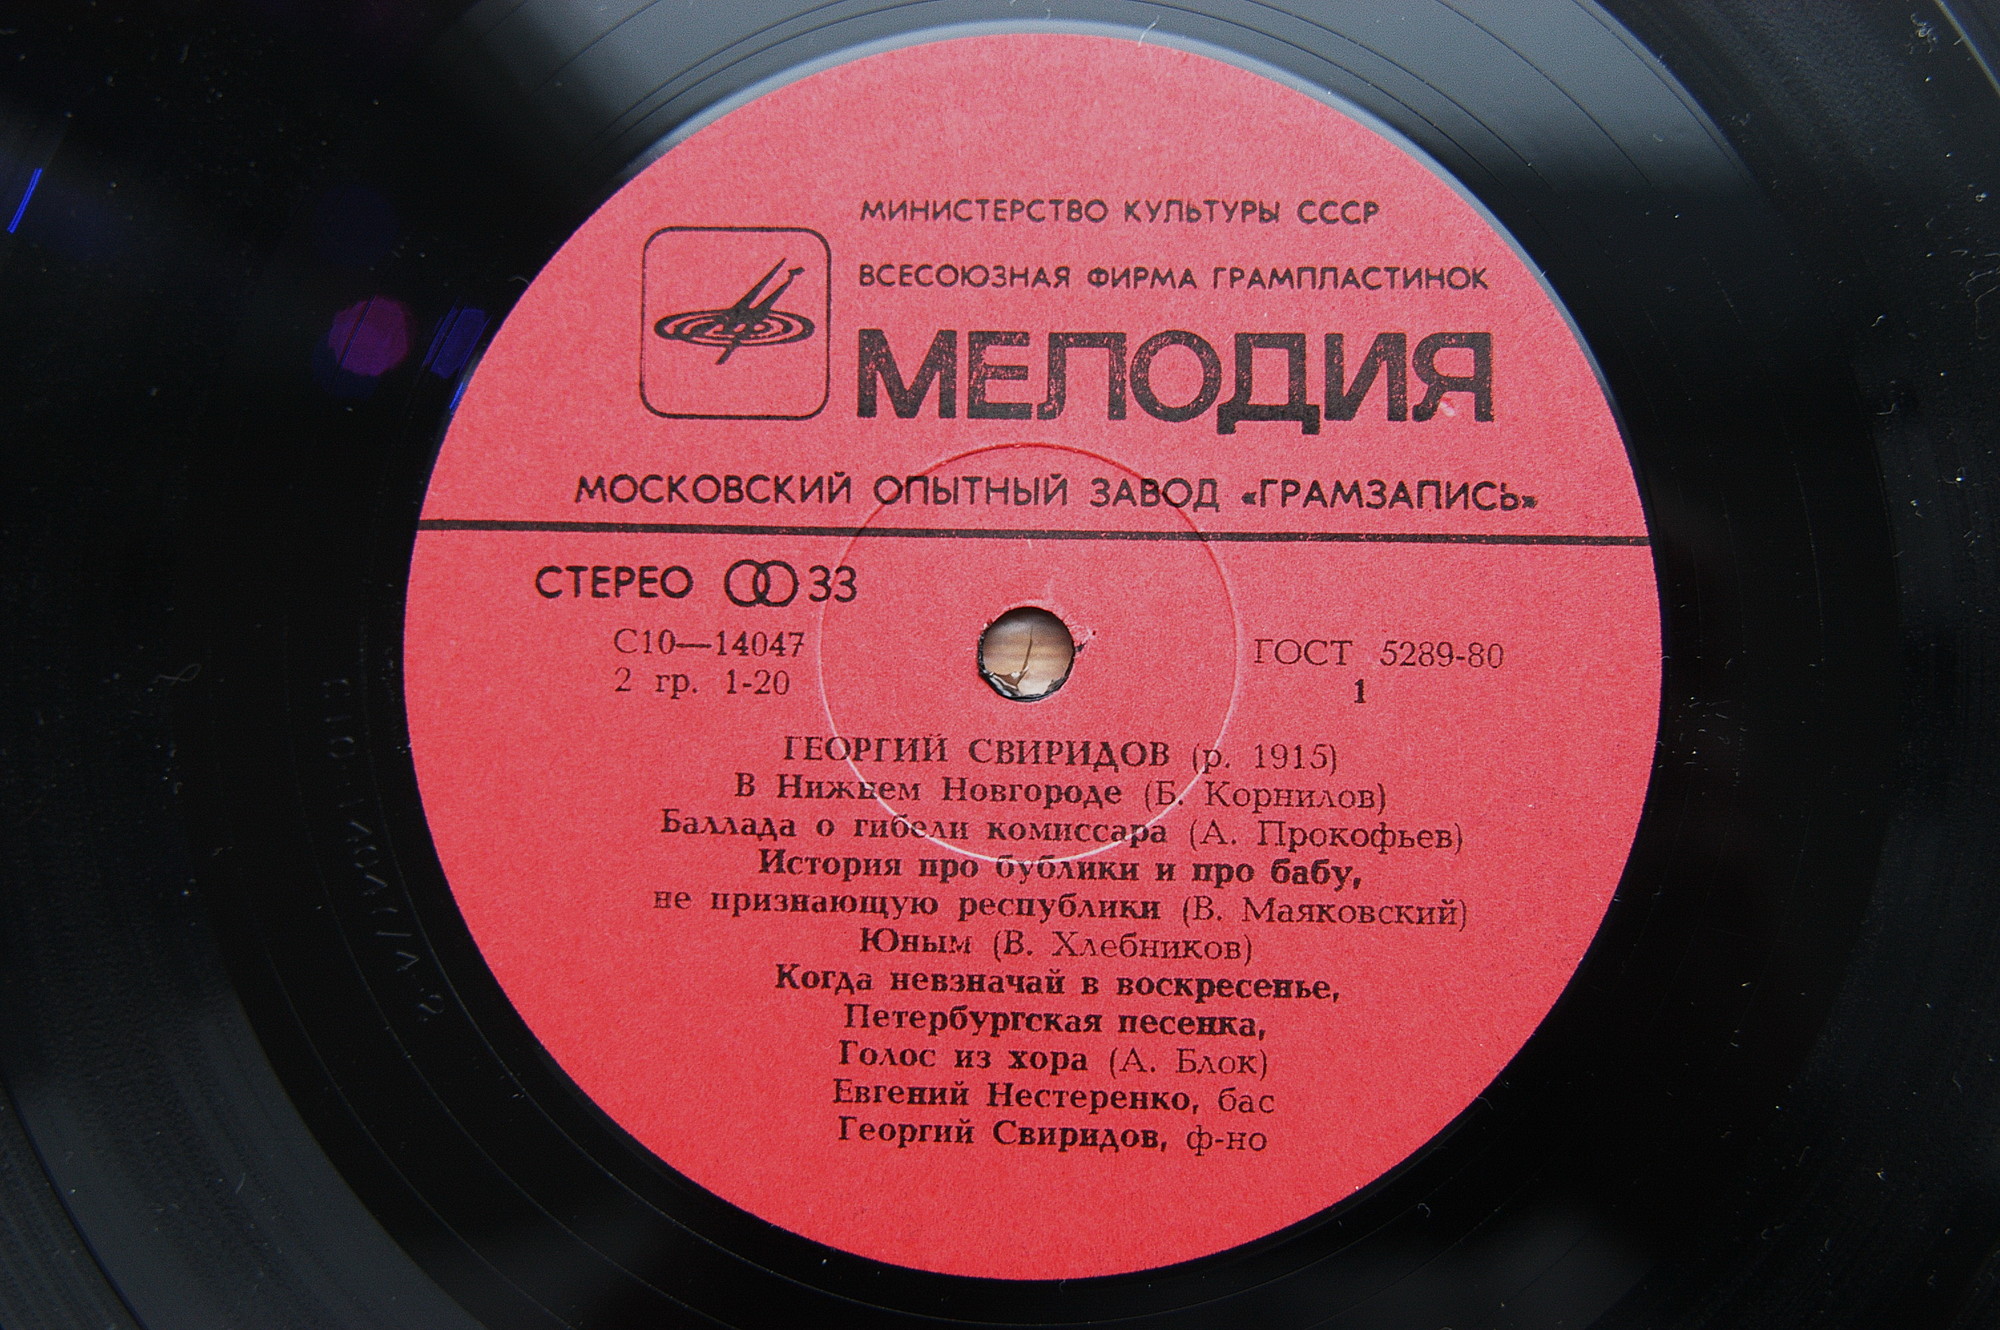 МИНИСТЕРСТВО КУЛЬТУРЫ СССР
ВСЕСОЮЗНАЯ ФИРМА ГРАМПЛАСТИНОК
МЕЛОДИЯ
МОСКОВСКИЙ ОПЫТНЫЙ ЗАВОД «ГРАМЗАПИСЬ»
СТЕРЕО 33
С10—14047
2 гр. 1-20
ГОСТ 5289-80
1
ГЕОРГИЙ СВИРИДОВ (р. 1915)
В Нижнем Новгороде (Б. Корнилов)
Баллада о гибели комиссара (А. Прокофьев)
История про бублики и про бабу,
не признающую республики (В. Маяковский)
Юным (В. Хлебников)
Когда невзначай в воскресенье,
Петербургская песенка,
Голос из хора (А. Блок)
Евгений Нестеренко, бас
Георгий Свиридов, ф-но